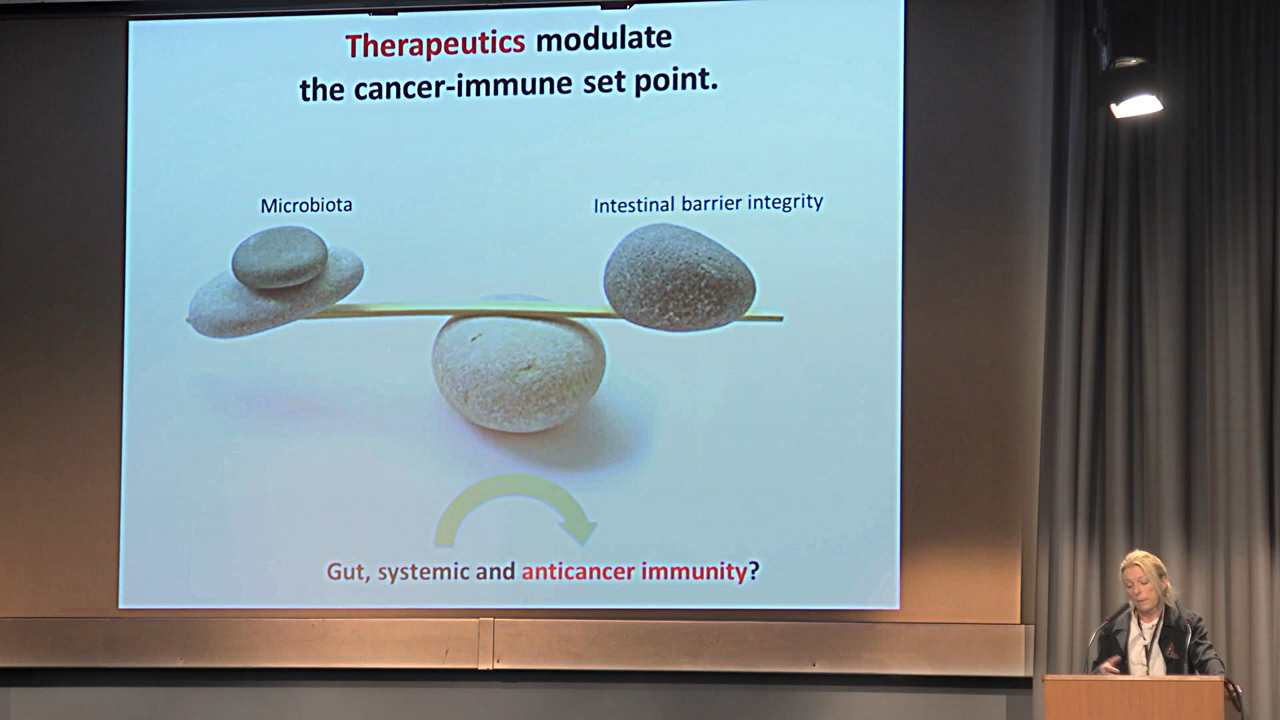 Therapeutics modulate
the cancer-immune set point.
Microbiota
Intestinal barrier integrity
Gut, systemic and anticancer immunity?